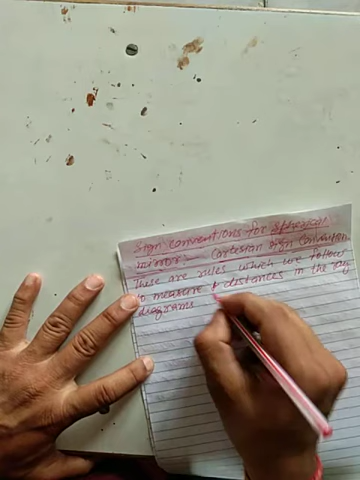 Sign conventions for spherical
mirror:- Cartesian sign convention
These are rules which we follow
to measure & distances in the ray
diagrams